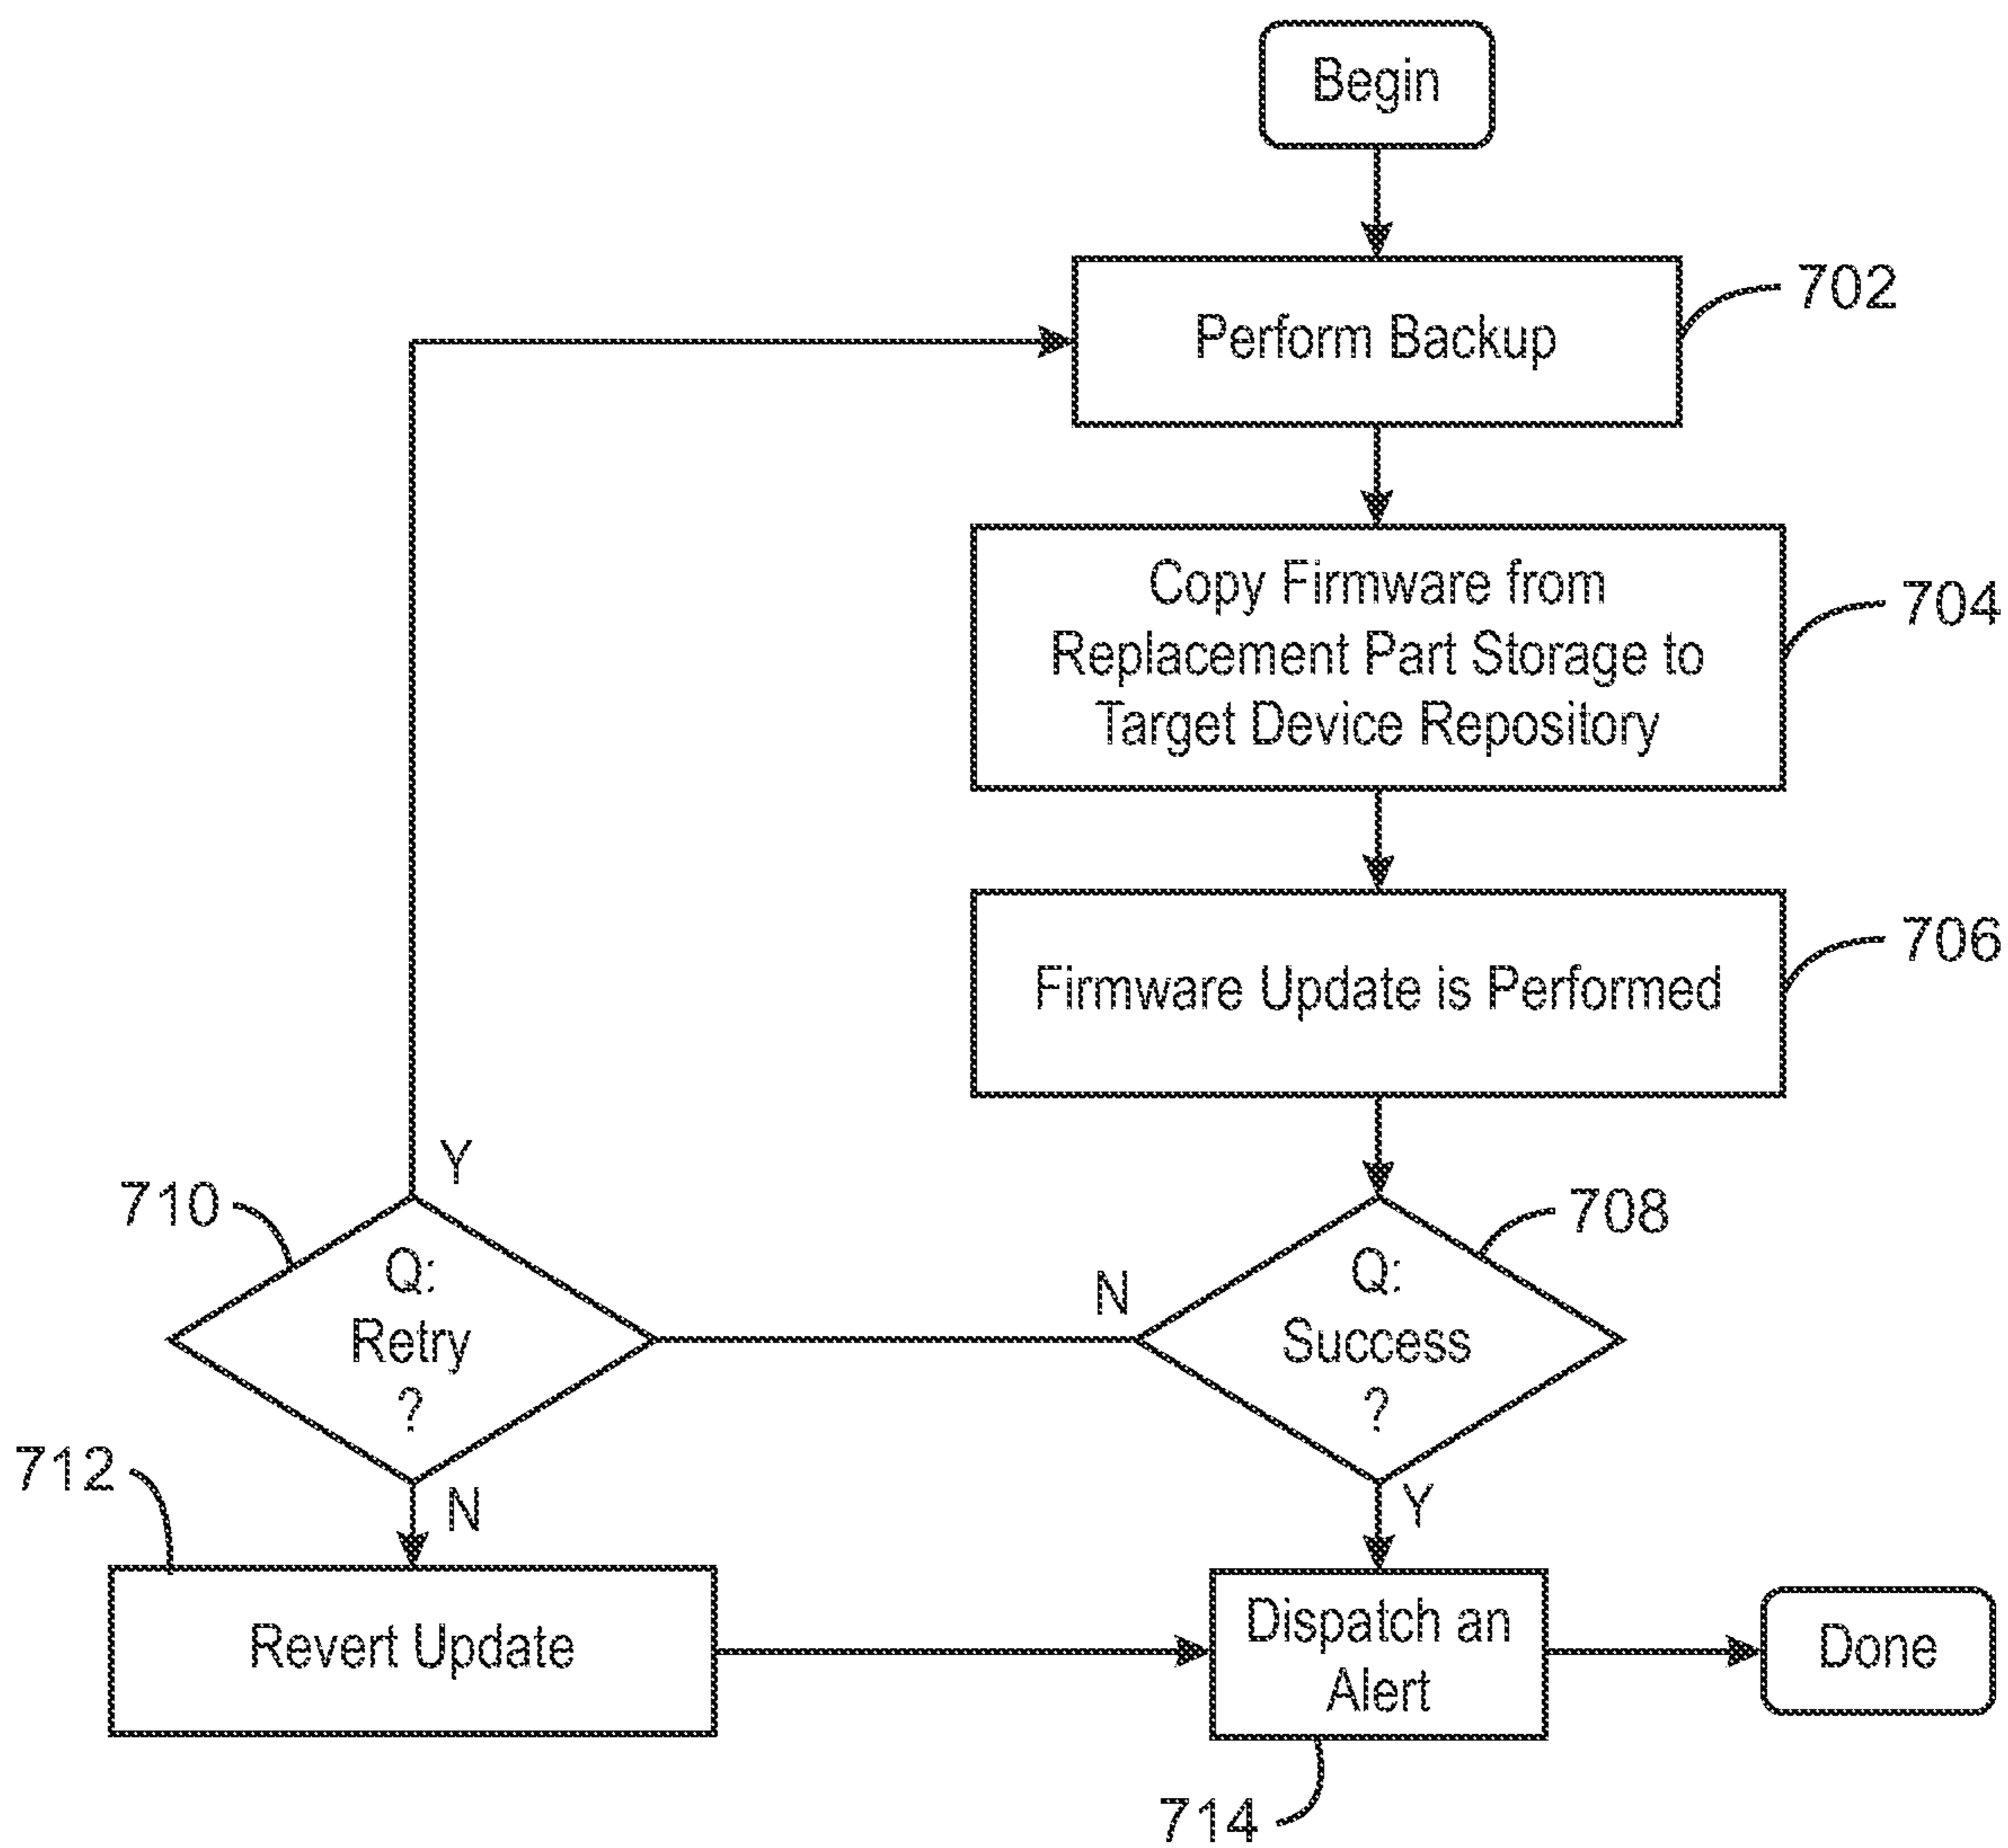 Begin
Perform Backup
702
Copy Firmware from
Replacement Part Storage to
Target Device Repository
704
Firmware Update is Performed
706
Y
710
Q:
Retry
?
N
N
Q:
Success
?
708
Y
712
Revert Update
Dispatch an
Alert
714
Done